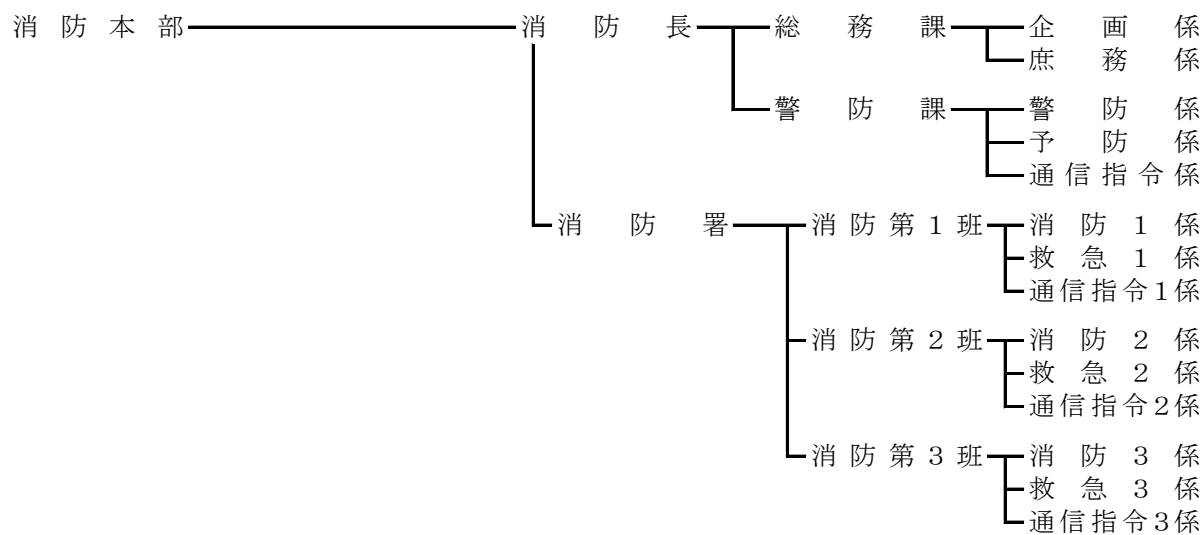 消防本部 消防長 総務課 企画係
庶務係
警防課 警防係
予防係
通信指令係
消防署 消防第1班 消防1係
救急1係
通信指令1係
消防第2班 消防2係
救急2係
通信指令2係
消防第3班 消防3係
救急3係
通信指令3係